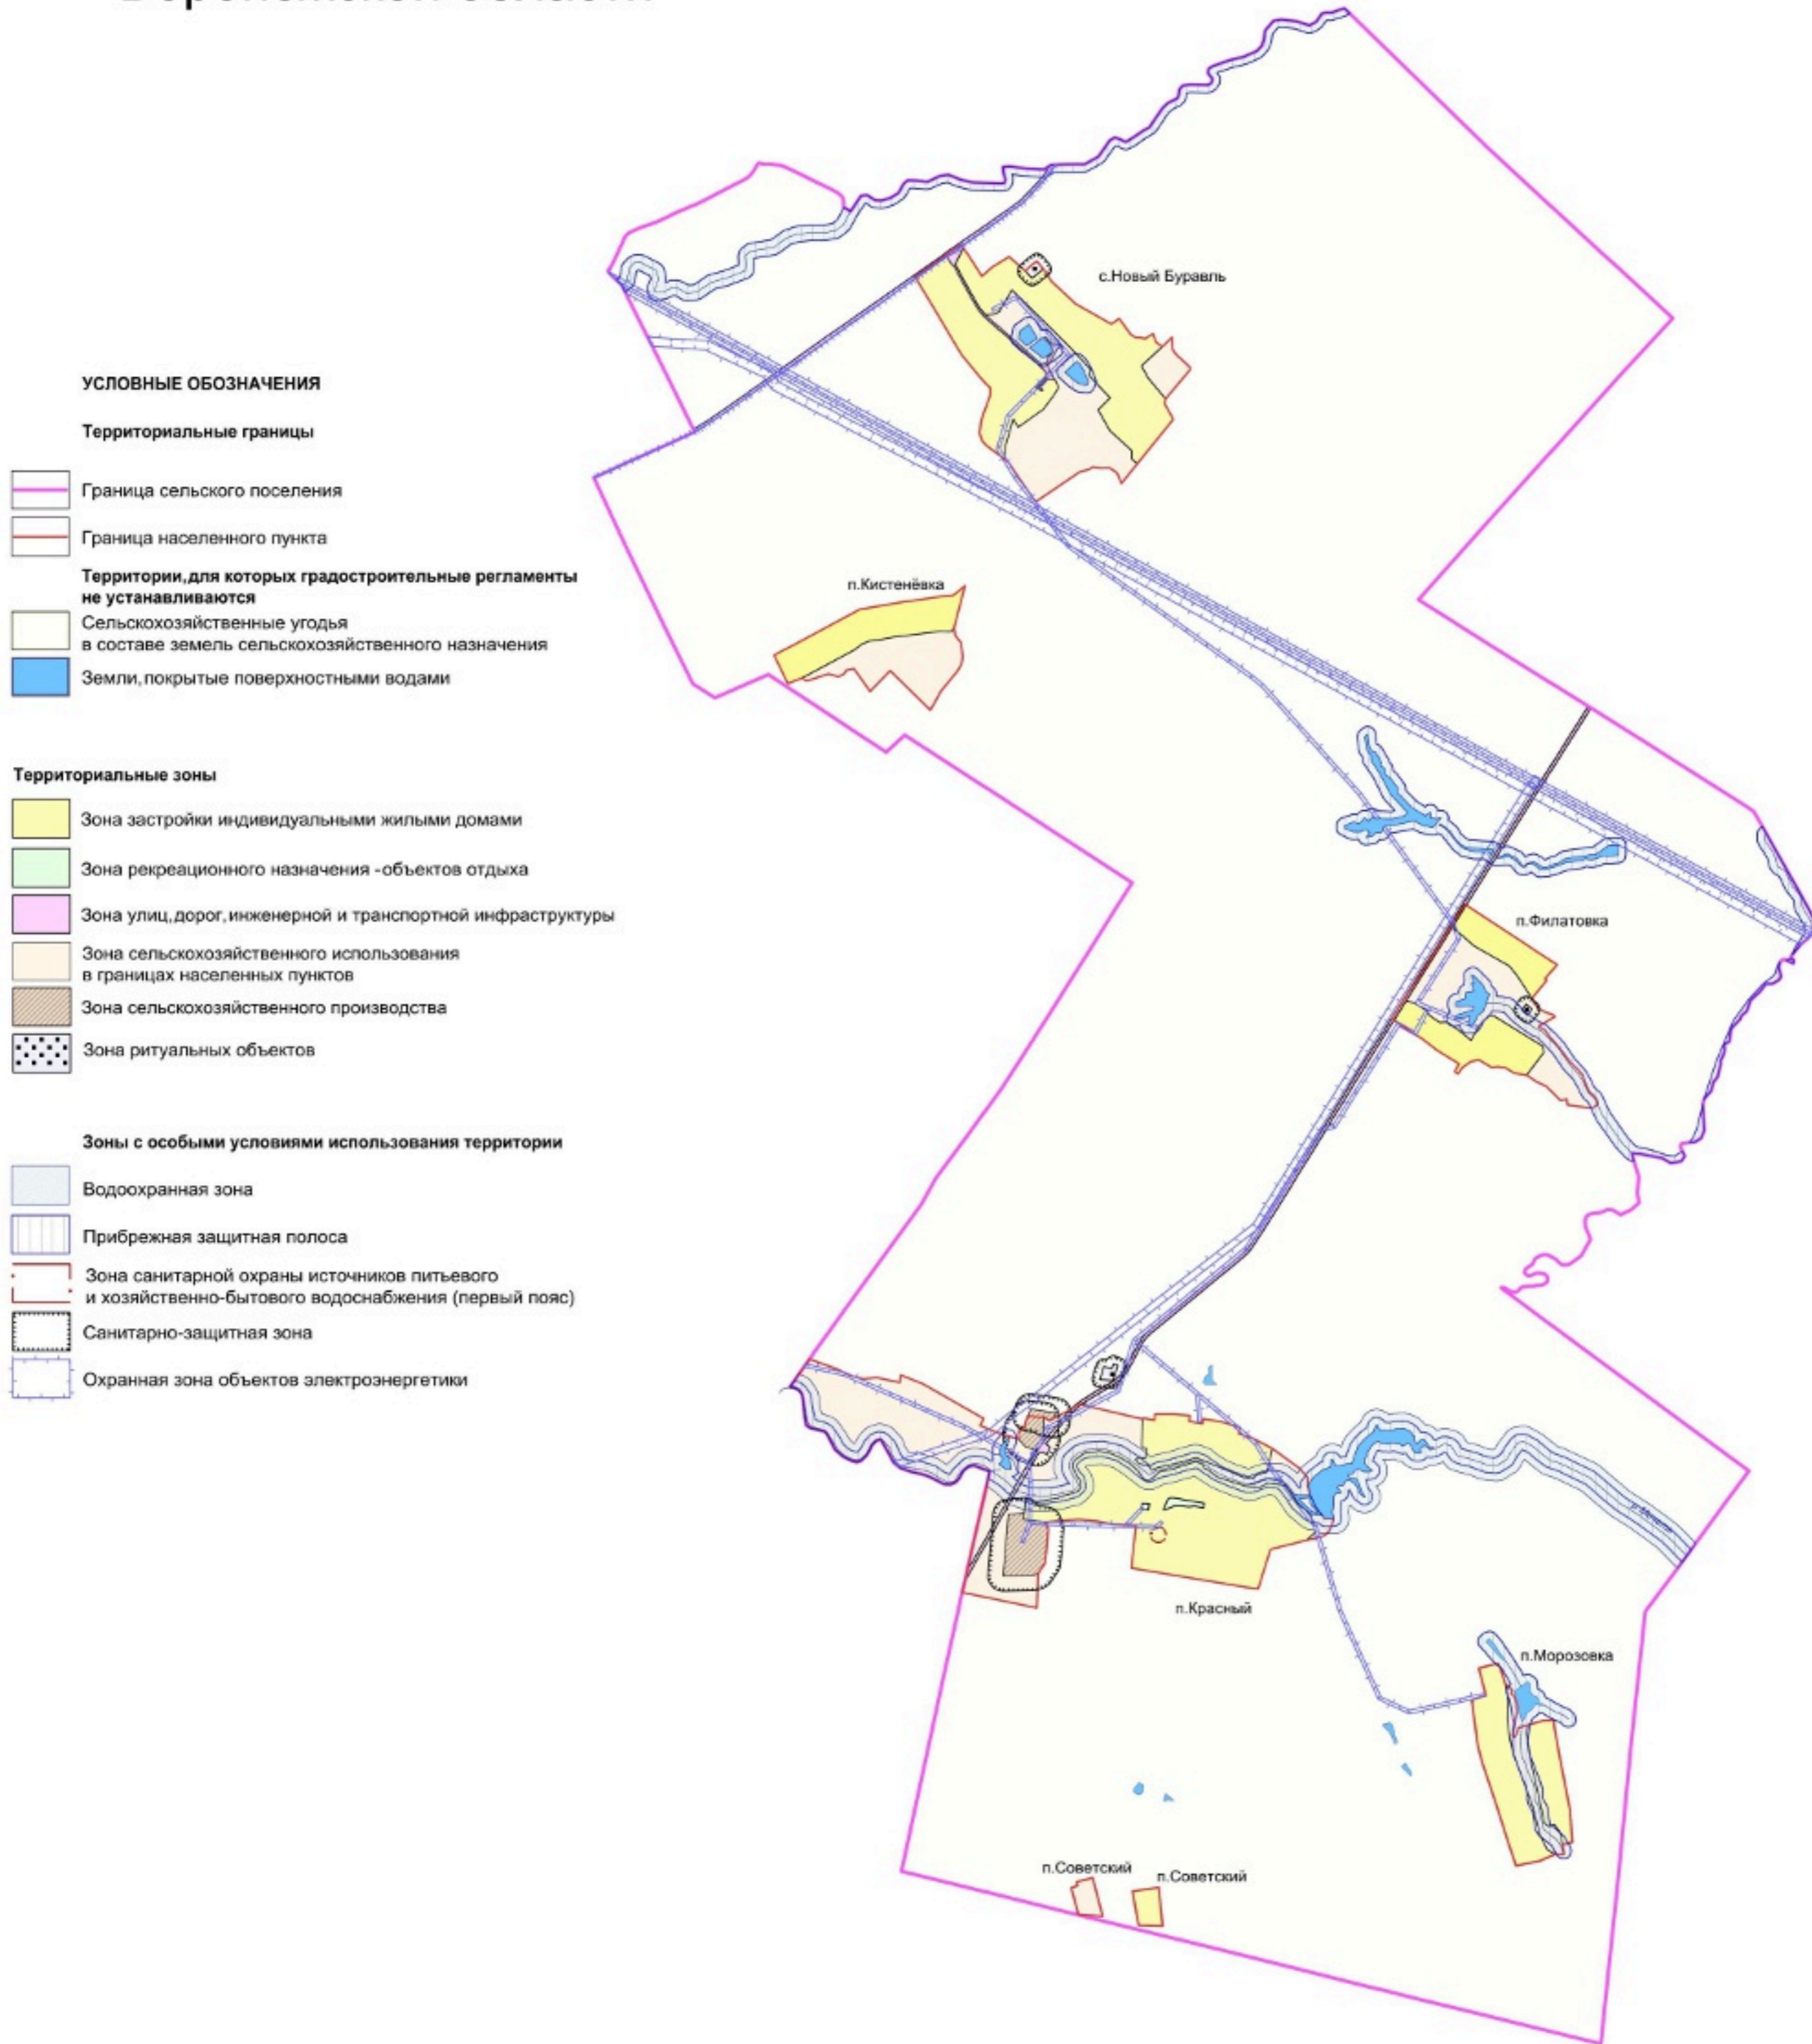 УСЛОВНЫЕ ОБОЗНАЧЕНИЯ
Территориальные границы
Граница сельского поселения
Граница населенного пункта
Территории, для которых градостроительные регламенты
не устанавливаются
Сельскохозяйственные угодья
в составе земель сельскохозяйственного назначения
Земли, покрытые поверхностными водами
Территориальные зоны
Зона застройки индивидуальными жилыми домами
Зона рекреационного назначения -объектов отдыха
Зона улиц, дорог, инженерной и транспортной инфраструктуры
Зона сельскохозяйственного использования
в границах населенных пунктов
Зона сельскохозяйственного производства
Зона ритуальных объектов
Зоны с особыми условиями использования территории
Водоохранная зона
Прибрежная защитная полоса
Зона санитарной охраны источников питьевого
и хозяйственно-бытового водоснабжения (первый пояс)
Санитарно-защитная зона
Охранная зона объектов электроэнергетики
с.Новый Буравль
п.Кистенёвка
п.Филатовка
п.Красный
п.Морозовка
п.Советский
п.Советский